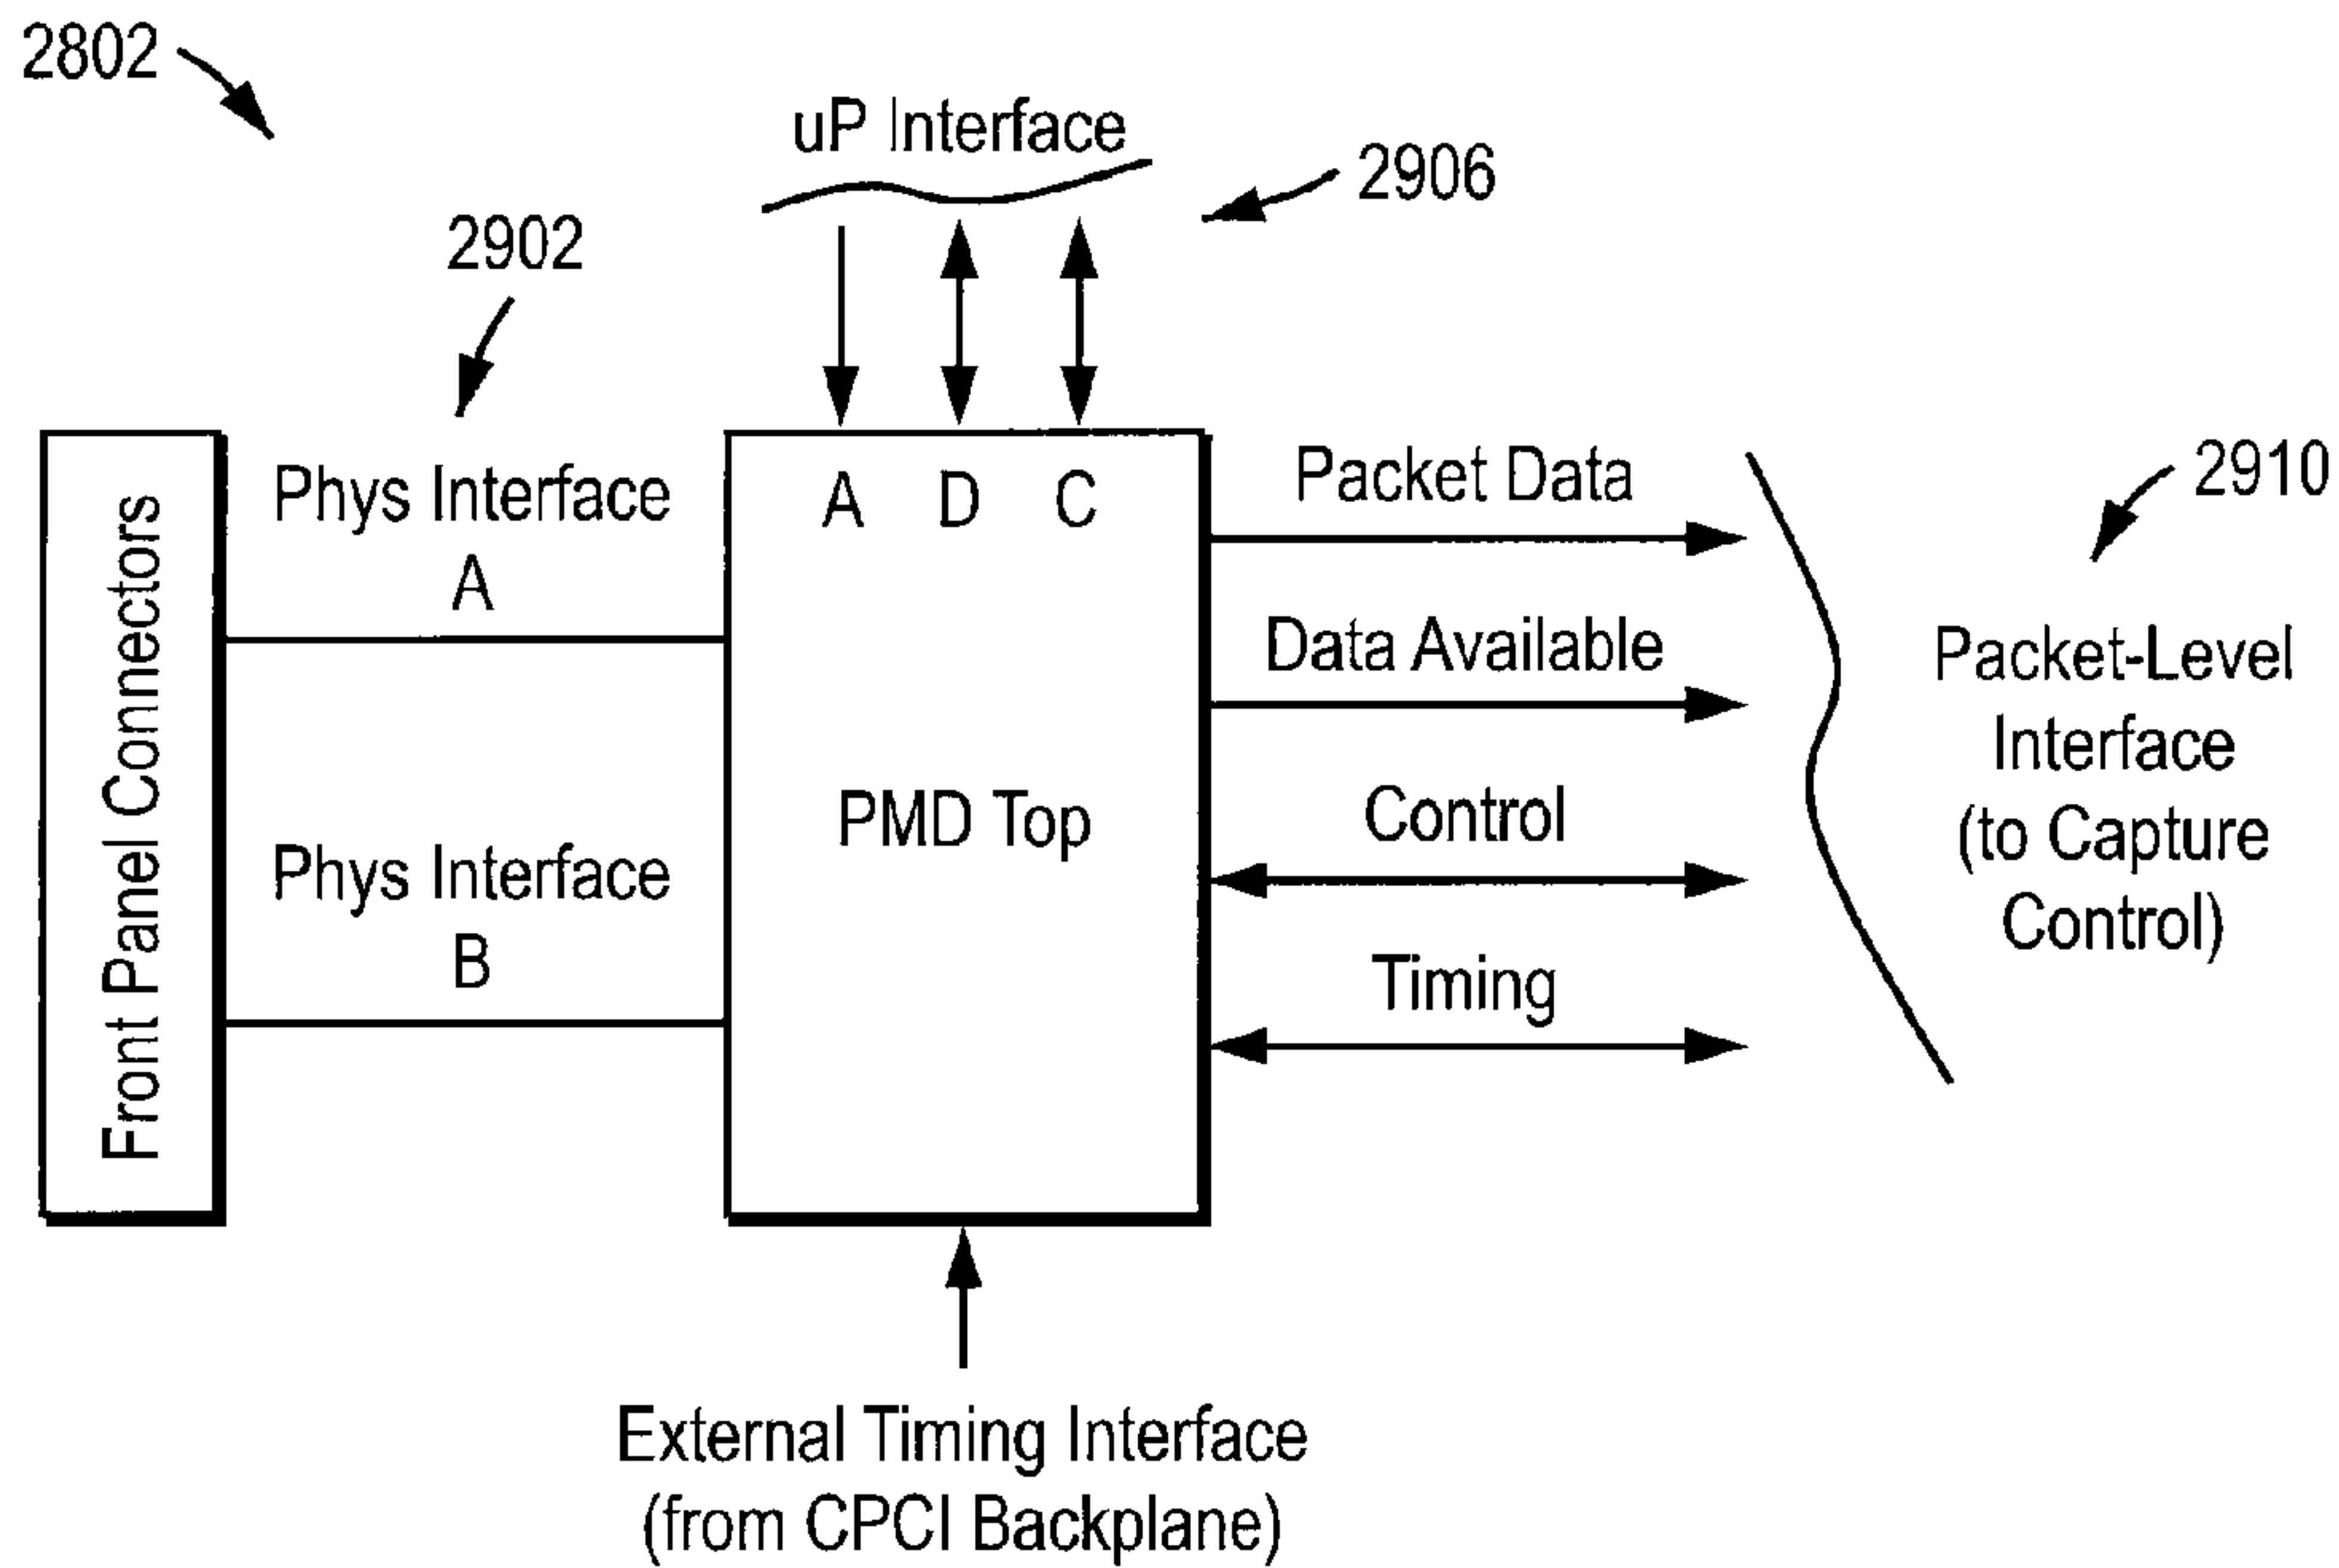 2802
uP Interface
2906
2902
2910
Front Panel Connectors
Phys Interface
A
Phys Interface
B
A D C
PMD Top
Packet Data
Data Available
Control
Timing
Packet-Level
Interface
(to Capture
Control)
External Timing Interface
(from CPCI Backplane)